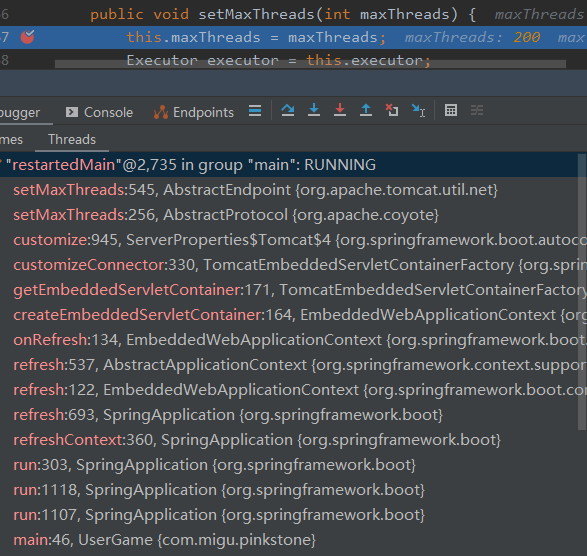 6 public void setMaxThreads(int maxThreads) { maxThreads
7 this.maxThreads = maxThreads; maxThreads: 200 max
8 Executor executor = this.executor;
ugger Console Endpoints
mes Threads
"restartedMain"@2,735 in group "main": RUNNING
setMaxThreads:545, AbstractEndpoint {org.apache.tomcat.util.net}
setMaxThreads:256, AbstractProtocol {org.apache.coyote}
customize:945, ServerProperties$Tomcat$4 {org.springframework.boot.autoco
customizeConnector:330, TomcatEmbeddedServletContainerFactory {org.sprin
getEmbeddedServletContainer:171, TomcatEmbeddedServletContainerFactory
createEmbeddedServletContainer:164, EmbeddedWebApplicationContext {org
onRefresh:134, EmbeddedWebApplicationContext {org.springframework.boot.
refresh:537, AbstractApplicationContext {org.springframework.context.suppor
refresh:122, EmbeddedWebApplicationContext {org.springframework.boot.con
refresh:693, SpringApplication {org.springframework.boot}
refreshContext:360, SpringApplication {org.springframework.boot}
run:303, SpringApplication {org.springframework.boot}
run:1118, SpringApplication {org.springframework.boot}
run:1107, SpringApplication {org.springframework.boot}
main:46, UserGame {com.migu.pinkstone}